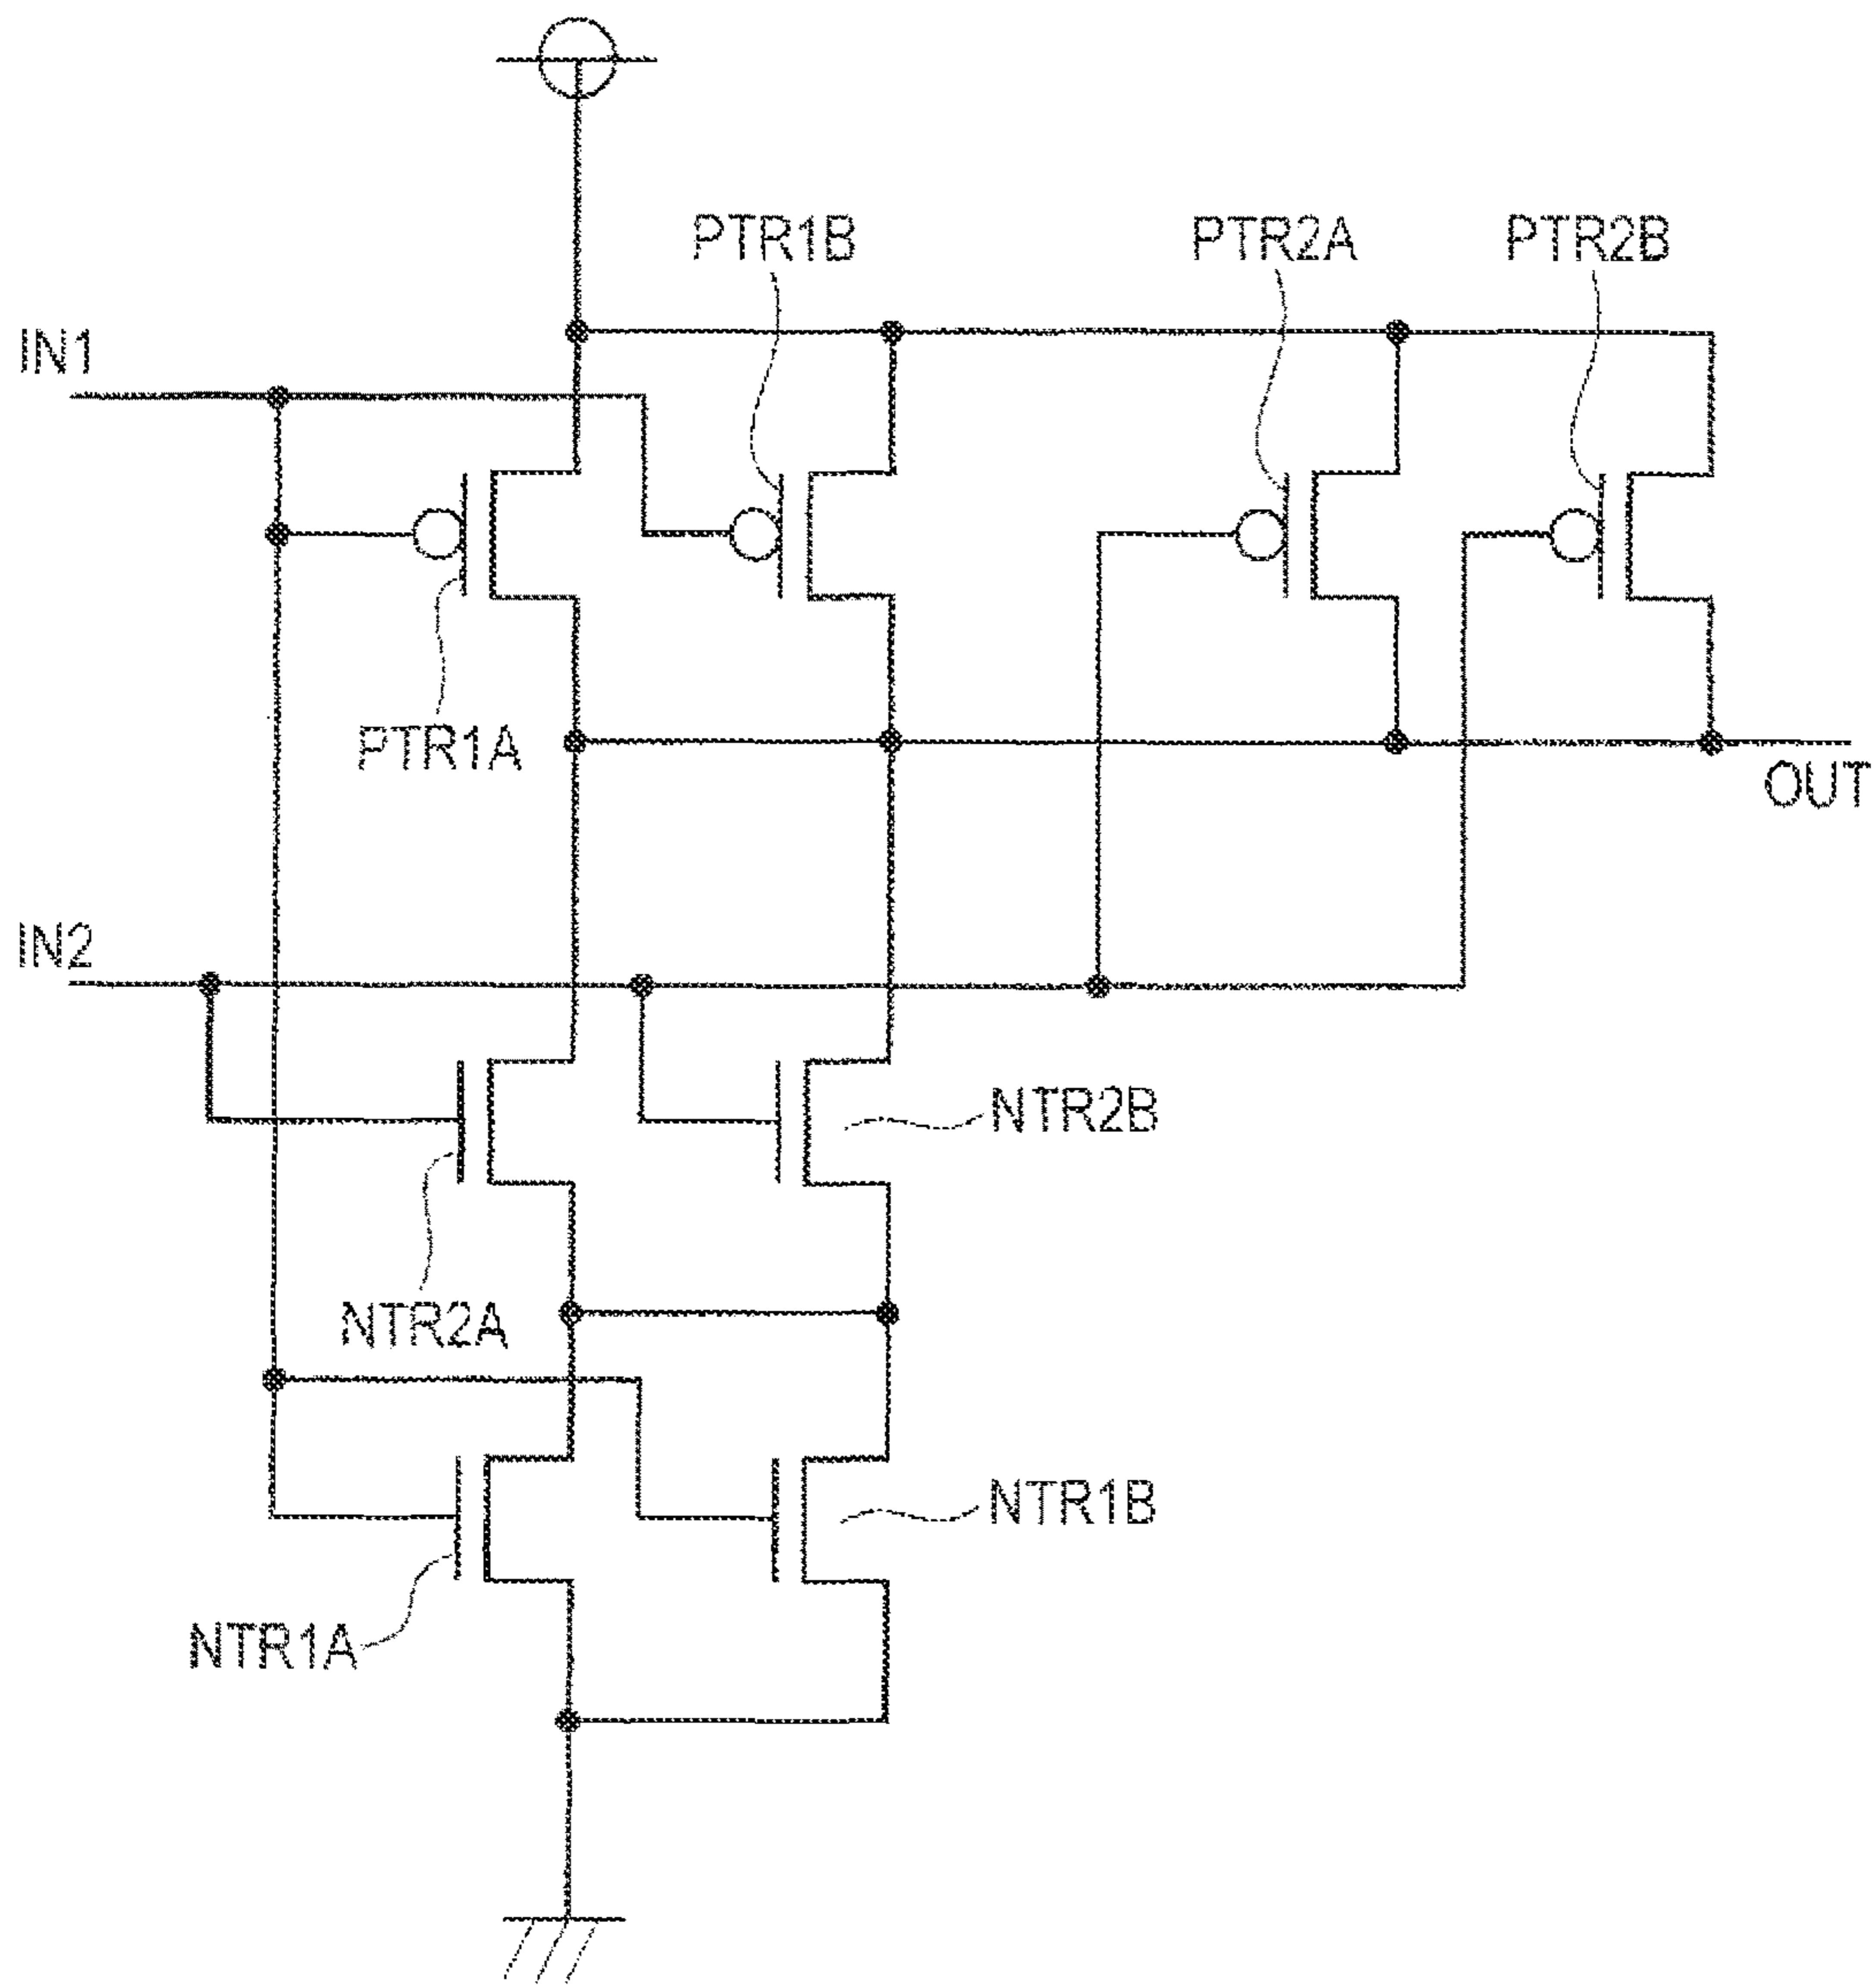 PTR1B
PTR2A
PTR2B
IN1
PTR1A
OUT
IN2
NTR2B
NTR2A
NTR1B
NTR1A